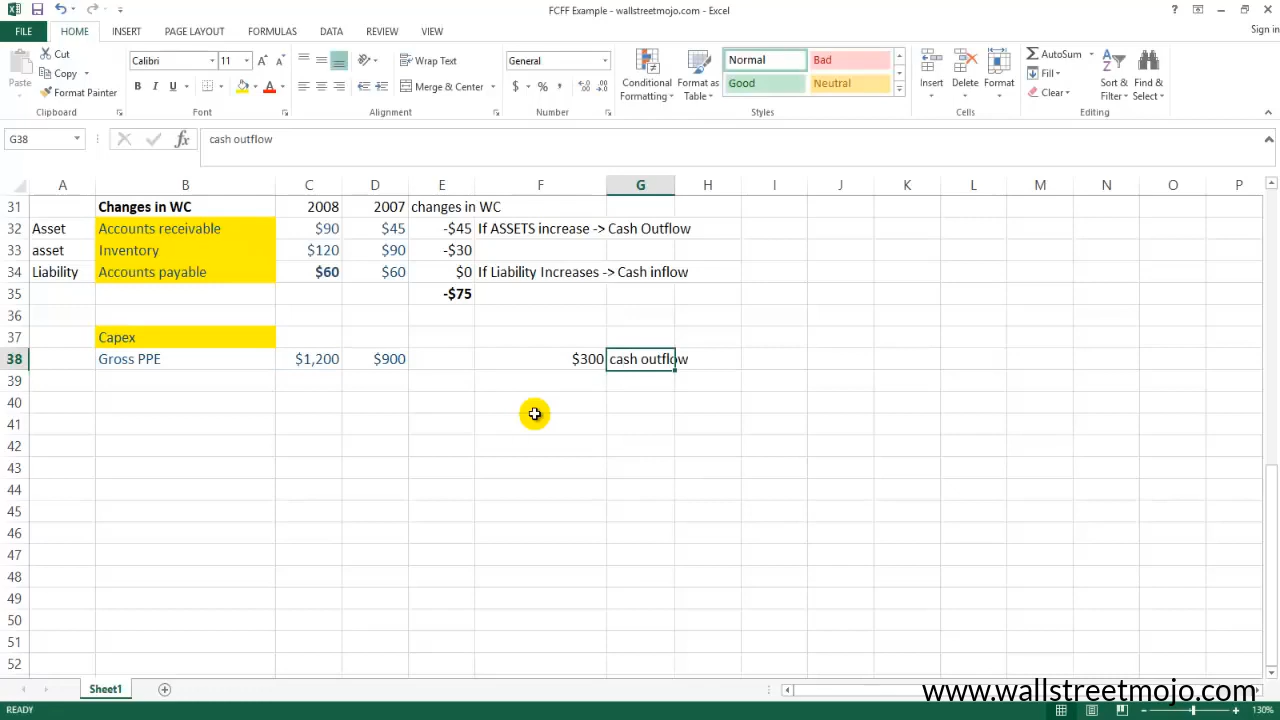 FCFF Example - wallstreetmojo.com - Excel
FILE HOME INSERT PAGE LAYOUT FORMULAS DATA REVIEW VIEW Sign in
Paste
Cut
Copy
Format Painter
Clipboard
Calibri 11
B I U
Font
Wrap Text
Merge & Center
Alignment
General
$ % ,
Number
Conditional Formatting
Format as Table
Normal Bad
Good Neutral
Styles
Insert Delete Format
Cells
AutoSum
Fill
Clear
Sort & Filter
Find & Select
Editing
G38 fx cash outflow
A B C D E F G H I J K L M N O P
31 Changes in WC 2008 2007 changes in WC
32 Asset Accounts receivable $90 $45 -$45 If ASSETS increase -> Cash Outflow
33 asset Inventory $120 $90 -$30
34 Liability Accounts payable $60 $60 $0 If Liability Increases -> Cash inflow
35 -$75
36
37 Capex
38 Gross PPE $1,200 $900 $300 cash outflow
39
40
41
42
43
44
45
46
47
48
49
50
51
52
Sheet1
www.wallstreetmojo.com
READY 130%